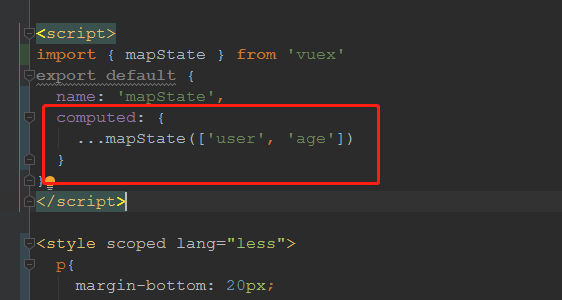 <script>
import { mapState } from 'vuex'
export default {
  name: 'mapState',
  computed: {
    ...mapState(['user', 'age'])
  }
}
</script>
<style scoped lang="less">
  p{
    margin-bottom: 20px;